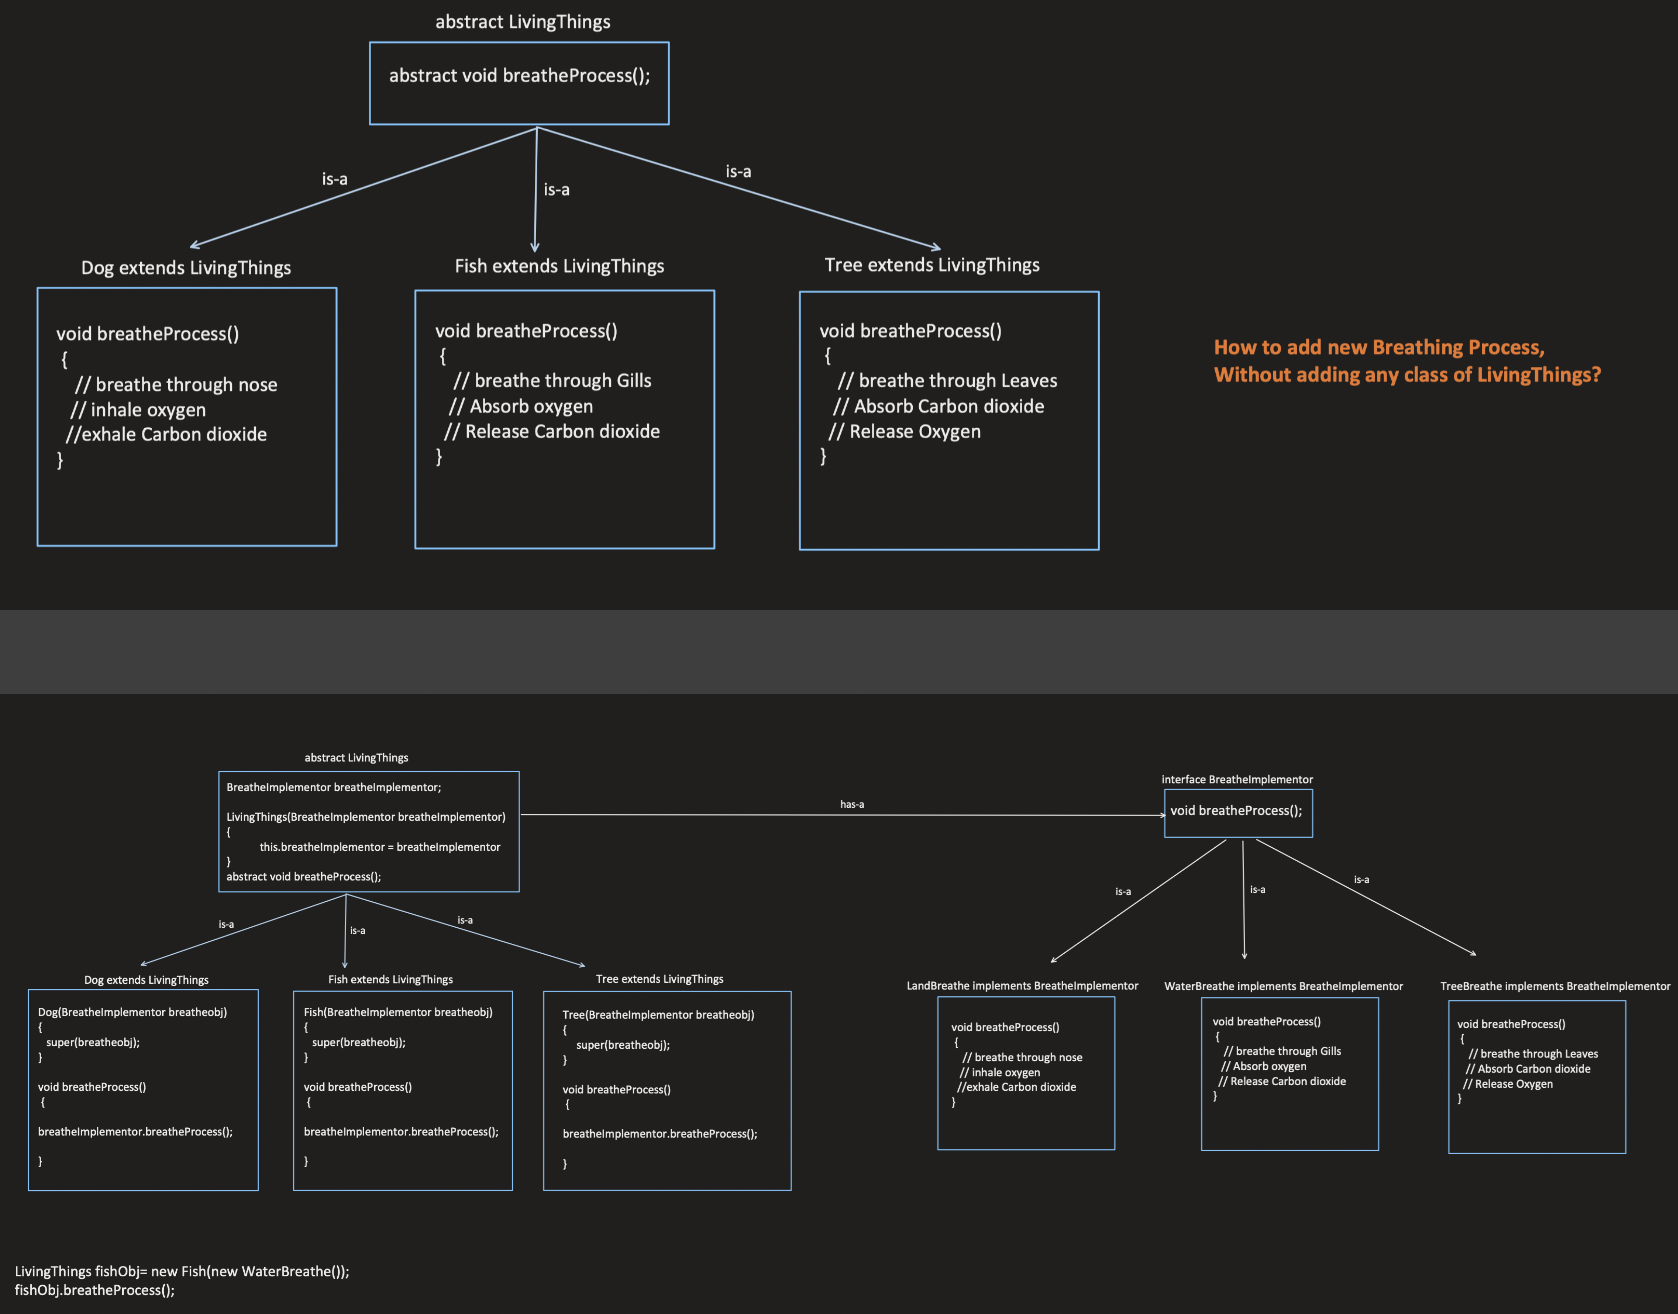 abstract LivingThings
abstract void breatheProcess();
is-a
is-a
is-a
Dog extends LivingThings
void breatheProcess()
{
// breathe through nose
// inhale oxygen
//exhale Carbon dioxide
}
Fish extends LivingThings
void breatheProcess()
{
// breathe through Gills
// Absorb oxygen
// Release Carbon dioxide
}
Tree extends LivingThings
void breatheProcess()
{
// breathe through Leaves
// Absorb Carbon dioxide
// Release Oxygen
}
How to add new Breathing Process,
Without adding any class of LivingThings?
abstract LivingThings
BreatheImplementor breatheImplementor;
LivingThings(BreatheImplementor breatheImplementor)
{
this.breatheImplementor = breatheImplementor
}
abstract void breatheProcess();
has-a
interface BreatheImplementor
void breatheProcess();
is-a
is-a
is-a
Dog extends LivingThings
Dog(BreatheImplementor breatheobj)
{
super(breatheobj);
}
void breatheProcess()
{
breatheImplementor.breatheProcess();
}
Fish extends LivingThings
Fish(BreatheImplementor breatheobj)
{
super(breatheobj);
}
void breatheProcess()
{
breatheImplementor.breatheProcess();
}
Tree extends LivingThings
Tree(BreatheImplementor breatheobj)
{
super(breatheobj);
}
void breatheProcess()
{
breatheImplementor.breatheProcess();
}
is-a
is-a
is-a
LandBreathe implements BreatheImplementor
void breatheProcess()
{
// breathe through nose
// inhale oxygen
//exhale Carbon dioxide
}
WaterBreathe implements BreatheImplementor
void breatheProcess()
{
// breathe through Gills
// Absorb oxygen
// Release Carbon dioxide
}
TreeBreathe implements BreatheImplementor
void breatheProcess()
{
// breathe through Leaves
// Absorb Carbon dioxide
// Release Oxygen
}
LivingThings fishObj= new Fish(new WaterBreathe());
fishObj.breatheProcess();